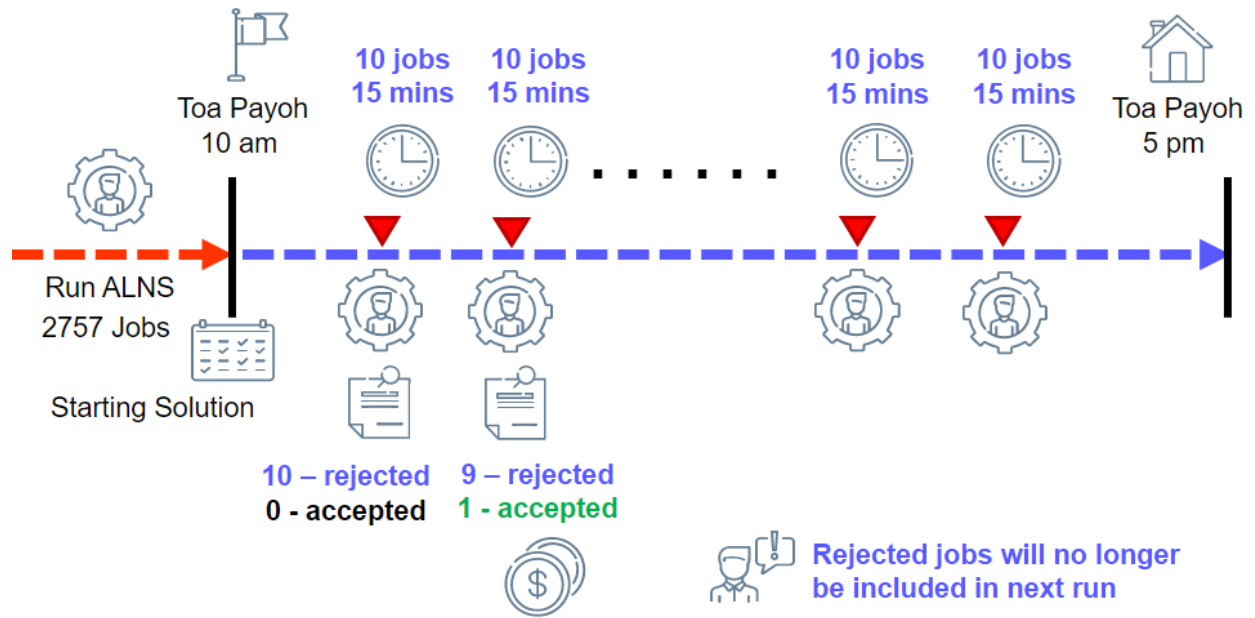 10 jobs
15 mins
10 jobs
15 mins
10 jobs
15 mins
10 jobs
15 mins
Toa Payoh
10 am
Toa Payoh
5 pm
Run ALNS
2757 Jobs
Starting Solution
10 – rejected
0 - accepted
9 – rejected
1 - accepted
$
!
Rejected jobs will no longer
be included in next run